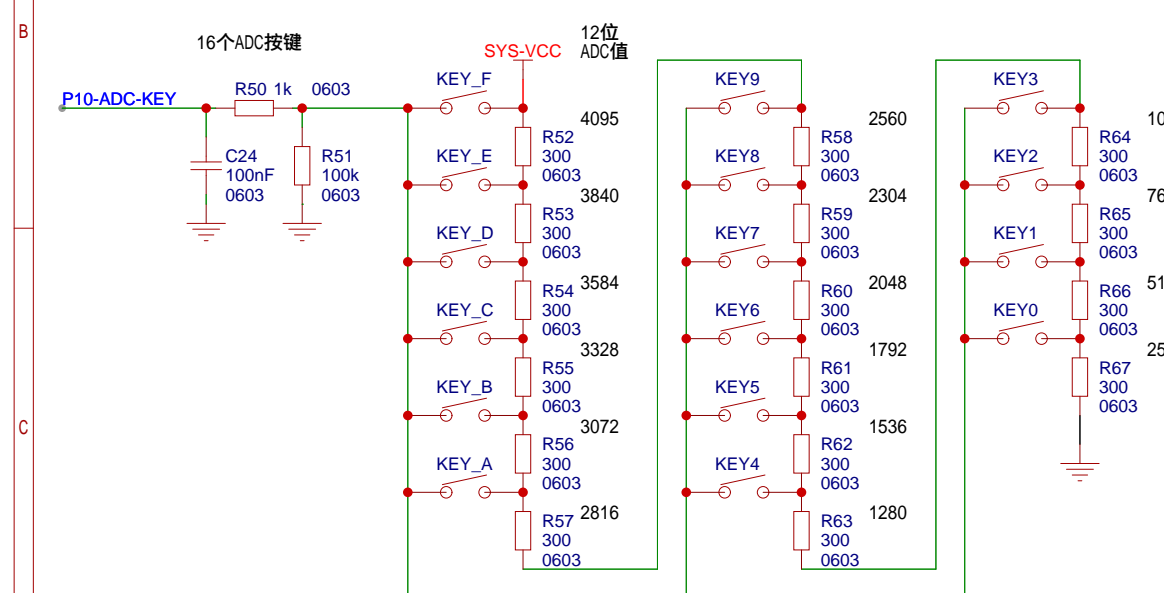 B
16个ADC按键
SYS-VCC
12位
ADC值
P10-ADC-KEY
R50 1k 0603
C24
100nF
0603
R51
100k
0603
KEY_F
4095
R52
300
0603
KEY_E
3840
R53
300
0603
KEY_D
3584
R54
300
0603
KEY_C
3328
R55
300
0603
KEY_B
3072
R56
300
0603
KEY_A
2816
R57
300
0603
KEY9
2560
R58
300
0603
KEY8
2304
R59
300
0603
KEY7
2048
R60
300
0603
KEY6
1792
R61
300
0603
KEY5
1536
R62
300
0603
KEY4
1280
R63
300
0603
KEY3
10
R64
300
0603
KEY2
76
R65
300
0603
KEY1
51
R66
300
0603
KEY0
25
R67
300
0603
C